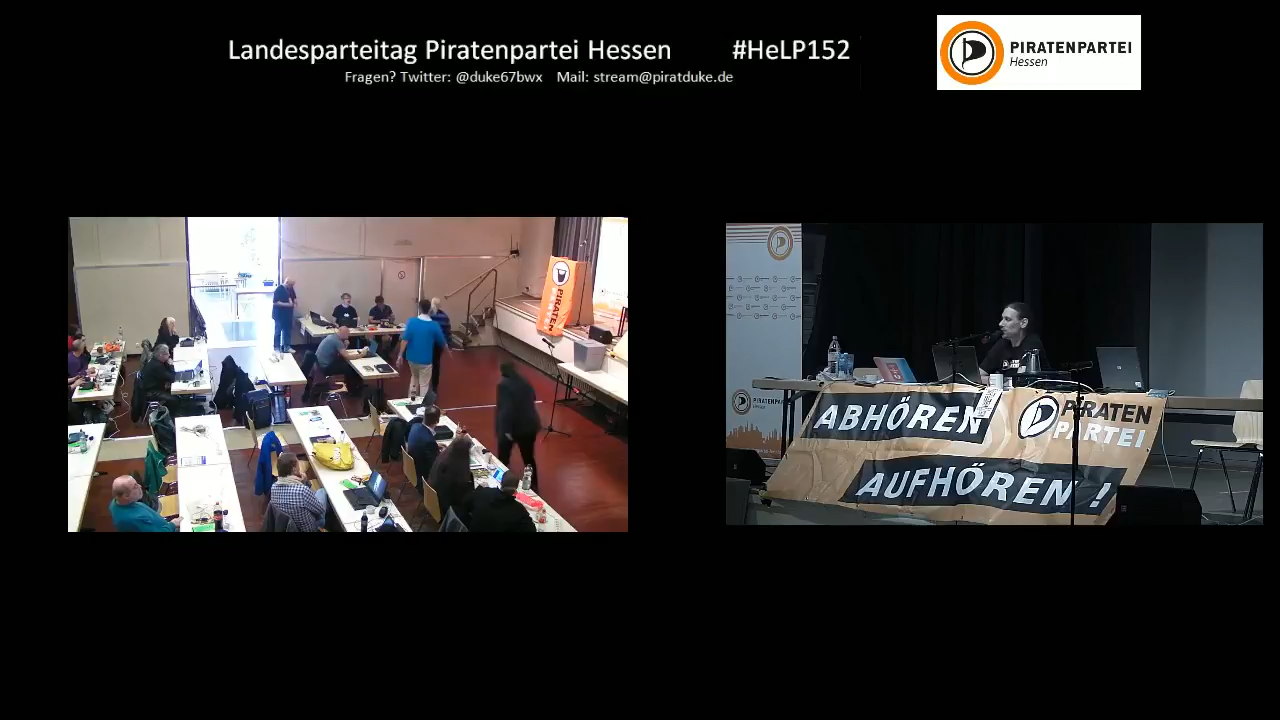 Landesparteitag Piratenpartei Hessen #HeLP152
Fragen? Twitter: @duke67bwx Mail: stream@piratduke.de
PIRATENPARTEI
Hessen
PIRATEN
ABHÖREN
AUFHÖREN !
PIRATEN
PARTEI